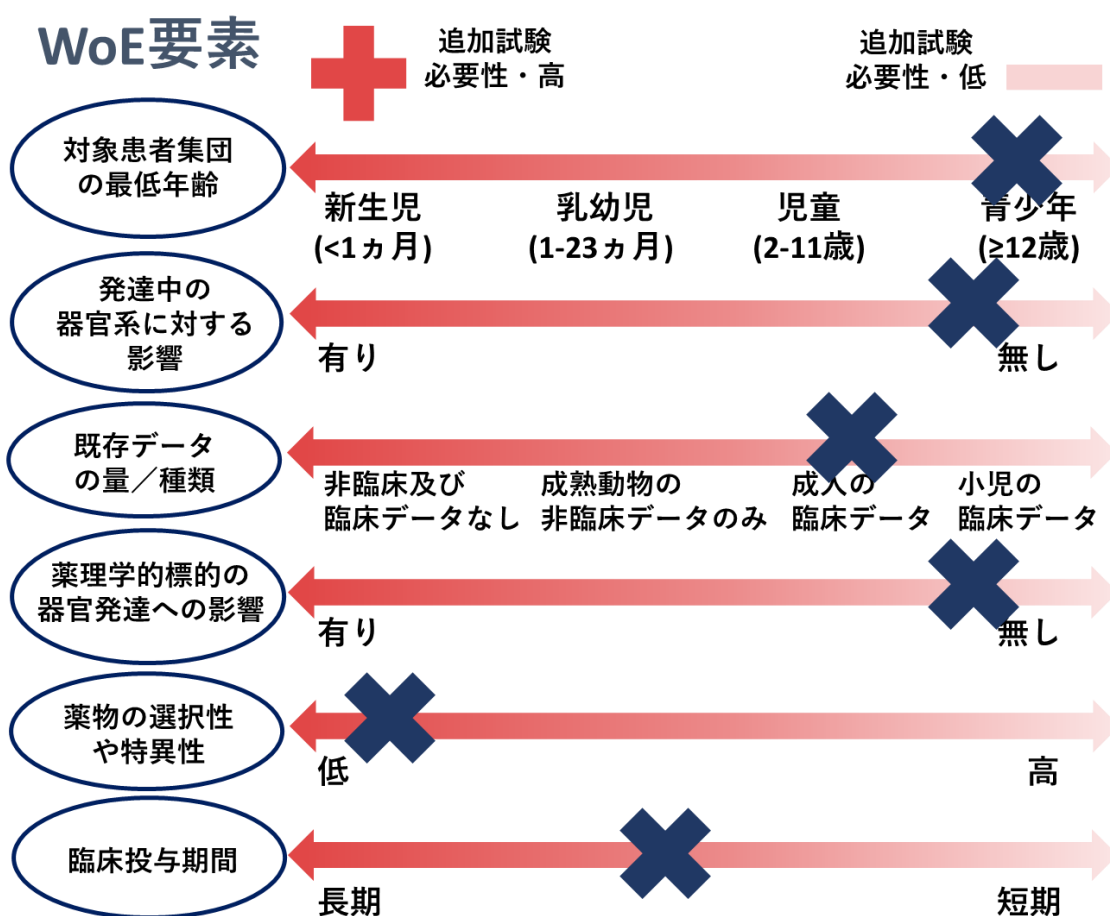 WoE要素
追加試験
必要性・高
追加試験
必要性・低
対象患者集団
の最低年齢
新生児
(<1ヵ月)
乳幼児
(1-23ヵ月)
児童
(2-11歳)
青少年
(≥12歳)
発達中の
器官系に対する
影響
有り
無し
既存データ
の量／種類
非臨床及び
臨床データなし
成熟動物の
非臨床データのみ
成人の
臨床データ
小児の
臨床データ
薬理学的標的の
器官発達への影響
有り
無し
薬物の選択性
や特異性
低
高
臨床投与期間
長期
短期